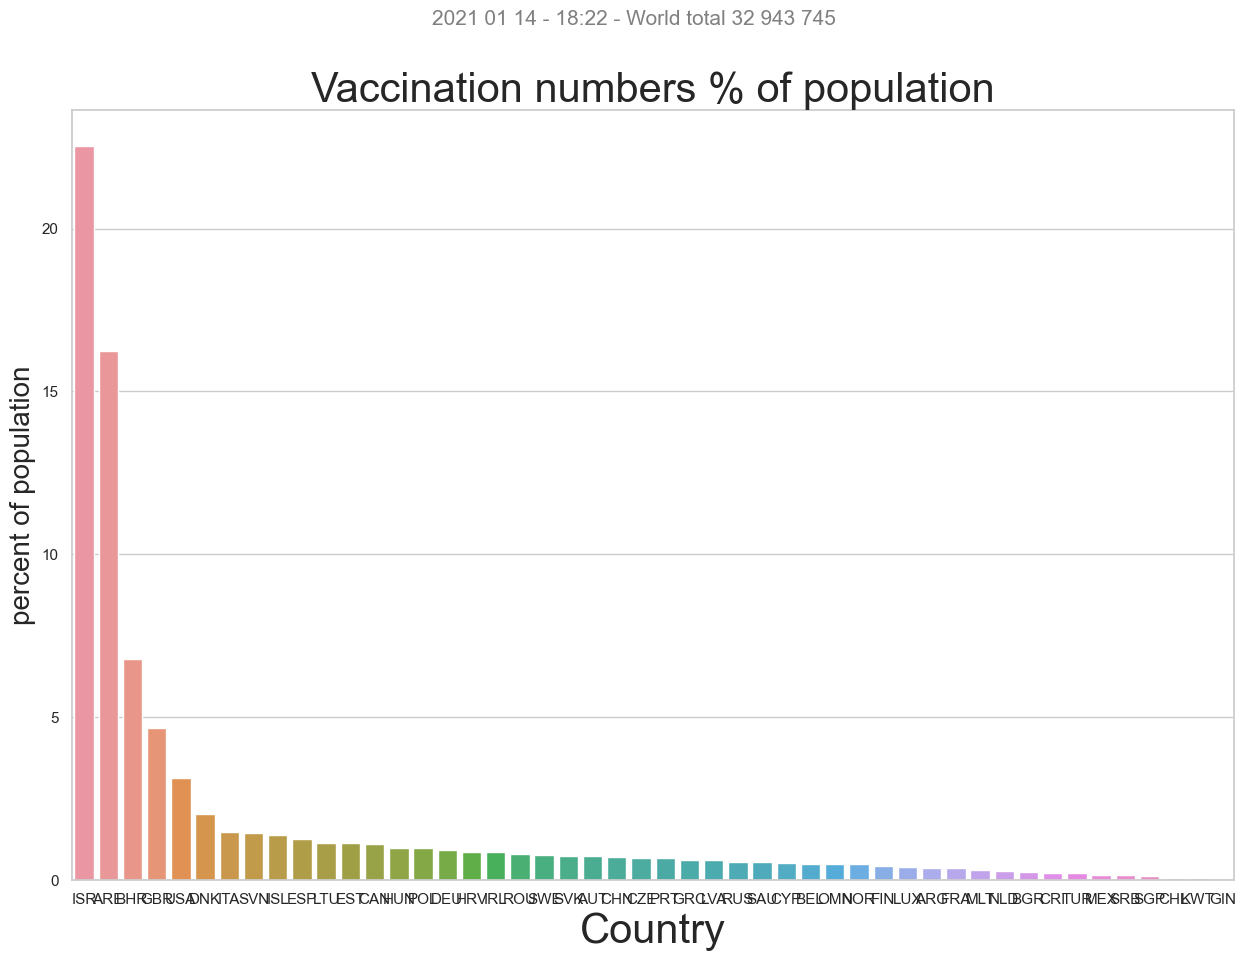 2021 01 14 - 18:22 - World total 32 943 745
Vaccination numbers % of population
percent of population
20
15
10
5
0
ISR ARE BHR GBR USA DNK ITA SVN ISL ESP LTU EST CAN HUN POL DEU HRV IRL ROU SWE SVK AUT CHN CZE PRT GRC LVA RUS SAU CYP BEL OMN NOR FIN LUX ARG FRA MLT NLD BGR CRI TUR MEX SRB SGP CHL KWT GIN
Country